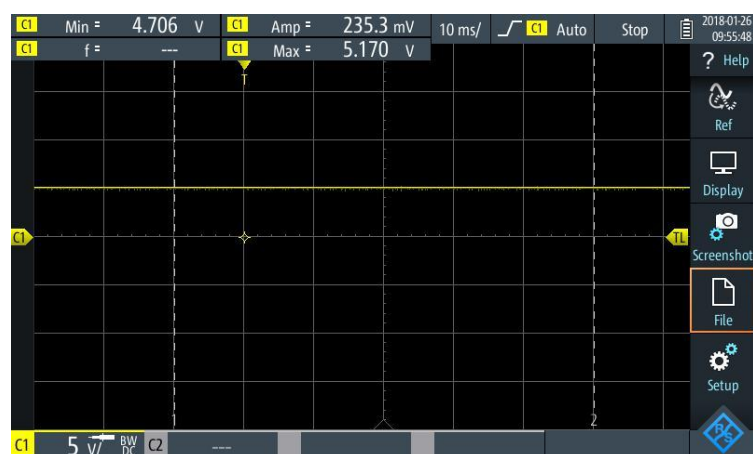 C1 Min = 4.706 V C1 Amp = 235.3 mV 10 ms/ C1 Auto Stop 2018-01-26
09:55:48
C1 f = --- C1 Max = 5.170 V
? Help
T
Ref
Display
C1 TL
Screenshot
File
Setup
1 2
C1 5 V/ BW DC C2 ---
R&S